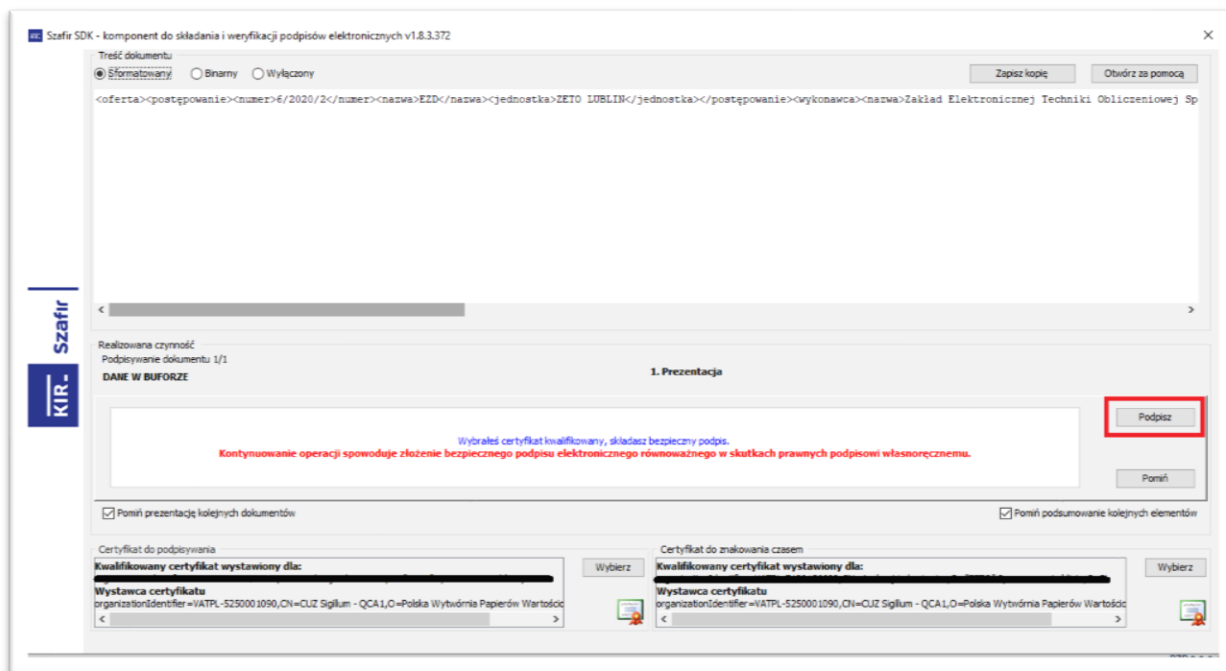 Szafir SDK - komponent do składania i weryfikacji podpisów elektronicznych v1.8.3.372
Treść dokumentu
Sformatowany Binarny Wyłączony Zapisz kopię Otwórz za pomocą
<oferta><postępowanie><numer>6/2020/2</numer><nazwa>EZD</nazwa><jednostka>ZETO LUBLIN</jednostka></postępowanie><wykonawca><nazwa>Zakład Elektronicznej Techniki Obliczeniowej Sp
Szafir
KIR.
Realizowana czynność
Podpisywanie dokumentu 1/1
DANE W BUFORZE
1. Prezentacja
Podpisz
Wybrałeś certyfikat kwalifikowany, składasz bezpieczny podpis.
Kontynuowanie operacji spowoduje złożenie bezpiecznego podpisu elektronicznego równoważnego w skutkach prawnych podpisowi własnoręcznemu.
Pomiń
Pomiń prezentację kolejnych dokumentów Pomiń podsumowanie kolejnych elementów
Certyfikat do podpisywania
Kwalifikowany certyfikat wystawiony dla:
Wybierz
Wystawca certyfikatu
organizationIdentifier=VATPL-5250001090,CN=CUZ Sigillum - QCA1,O=Polska Wytwórnia Papierów Wartościo
Certyfikat do znakowania czasem
Kwalifikowany certyfikat wystawiony dla:
Wybierz
Wystawca certyfikatu
organizationIdentifier=VATPL-5250001090,CN=CUZ Sigillum - QCA1,O=Polska Wytwórnia Papierów Wartościo